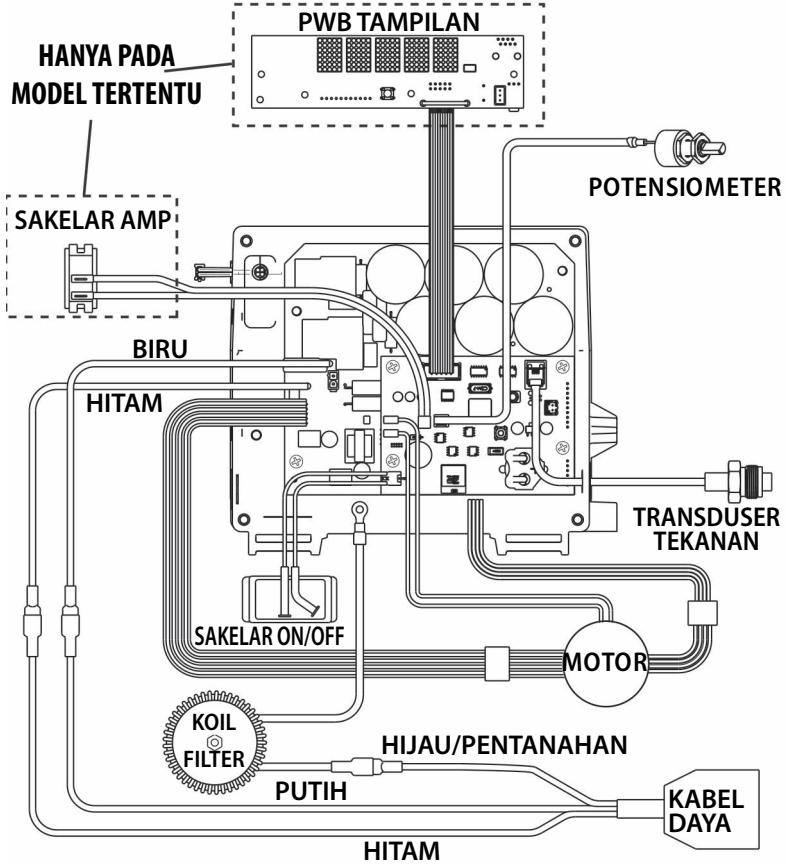 PWB TAMPILAN
HANYA PADA
MODEL TERTENTU
POTENSIOMETER
SAKELAR AMP
BIRU
HITAM
TRANSDUSER
TEKANAN
SAKELAR ON/OFF
MOTOR
KOIL
FILTER
HIJAU/PENTANAHAN
PUTIH
KABEL
DAYA
HITAM